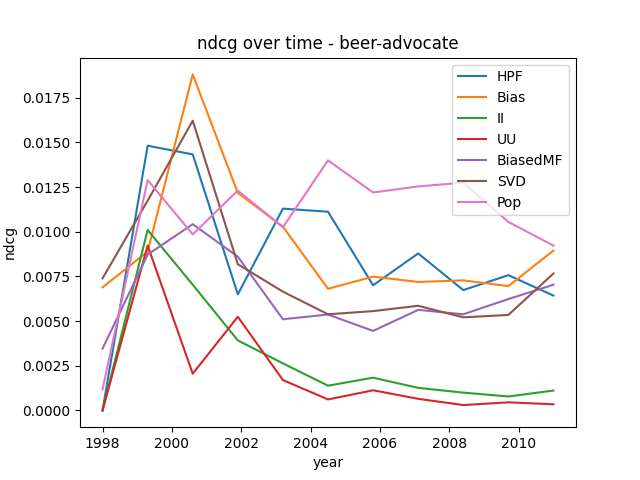 ndcg over time - beer-advocate
0.0175
0.0150
0.0125
0.0100
0.0075
0.0050
0.0025
0.0000
ndcg
HPF
Bias
II
UU
BiasedMF
SVD
Pop
1998
2000
2002
2004
2006
2008
2010
year